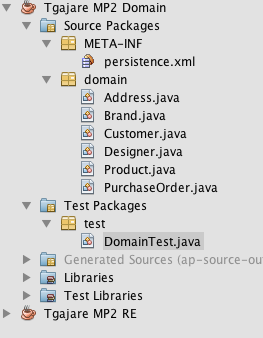 Tgajare MP2 Domain
Source Packages
META-INF
persistence.xml
domain
Address.java
Brand.java
Customer.java
Designer.java
Product.java
PurchaseOrder.java
Test Packages
test
DomainTest.java
Generated Sources (ap-source-ou
Libraries
Test Libraries
Tgajare MP2 RE